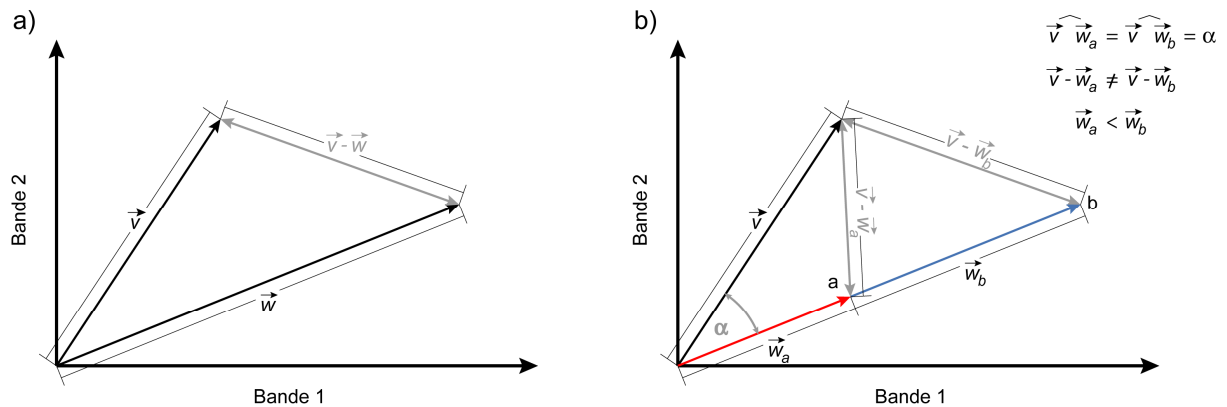 a)
Bande 2
v⃗
v⃗ - w⃗
w⃗
Bande 1
b)
v⃗ w⃗a = v⃗ w⃗b = α
v⃗ - w⃗a ≠ v⃗ - w⃗b
w⃗a < w⃗b
Bande 2
v⃗
v⃗ - w⃗b
v⃗ - w⃗a
b
a
w⃗b
α
w⃗a
Bande 1